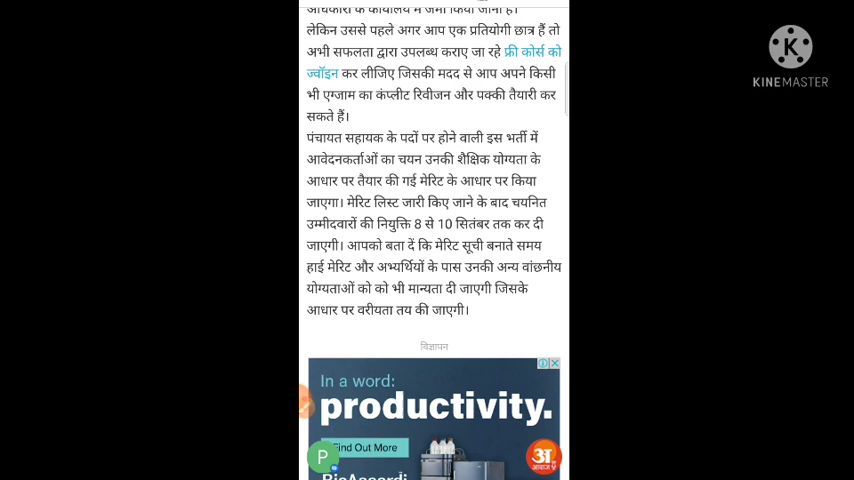 अधिकारी के कार्यालय में जमा किया जाना है।
लेकिन उससे पहले अगर आप एक प्रतियोगी छात्र हैं तो
अभी सफलता द्वारा उपलब्ध कराए जा रहे फ्री कोर्स को
ज्वॉइन कर लीजिए जिसकी मदद से आप अपने किसी
भी एग्जाम का कंप्लीट रिवीजन और पक्की तैयारी कर
सकते हैं।
पंचायत सहायक के पदों पर होने वाली इस भर्ती में
आवेदनकर्ताओं का चयन उनकी शैक्षिक योग्यता के
आधार पर तैयार की गई मेरिट के आधार पर किया
जाएगा। मेरिट लिस्ट जारी किए जाने के बाद चयनित
उम्मीदवारों की नियुक्ति 8 से 10 सितंबर तक कर दी
जाएगी। आपको बता दें कि मेरिट सूची बनाते समय
हाई मेरिट और अभ्यर्थियों के पास उनकी अन्य वांछनीय
योग्यताओं को को भी मान्यता दी जाएगी जिसके
आधार पर वरीयता तय की जाएगी।
विज्ञापन
In a word:
productivity.
Find Out More
P
अ
आवाज़
K
KINEMASTER